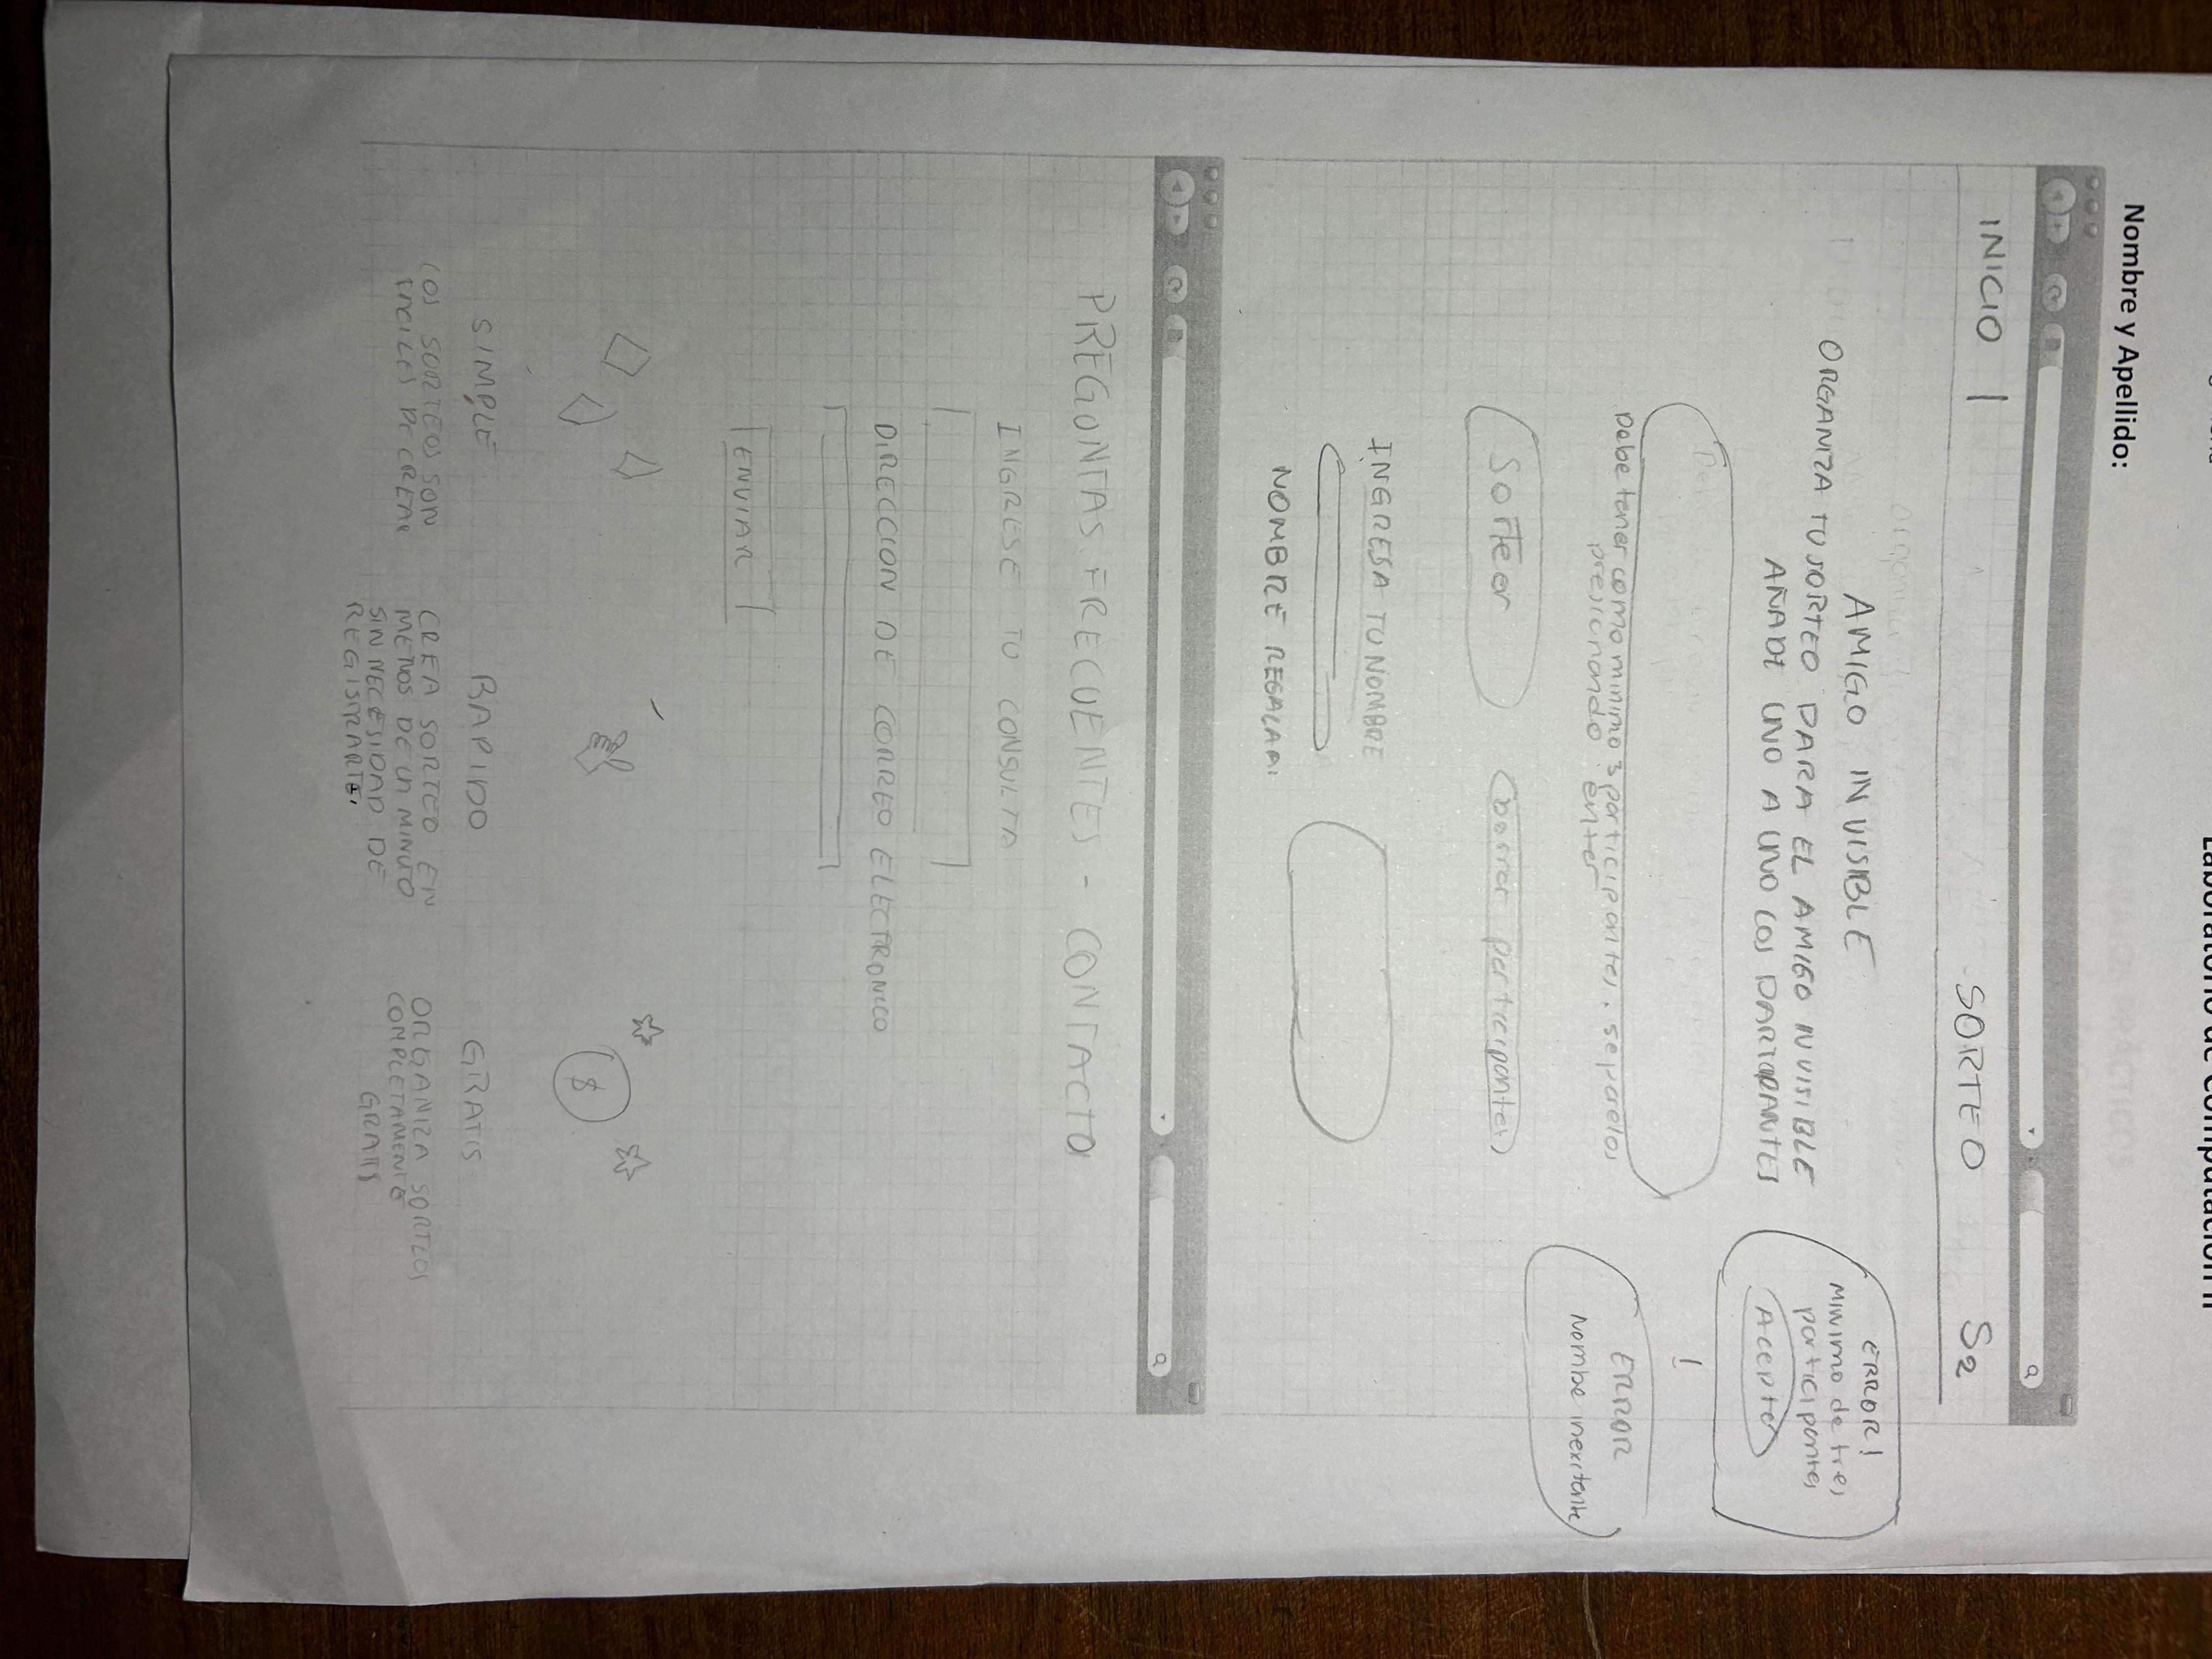 Laboratorio de Computación II
Nombre y Apellido:
INICIO | SORTEO S2
AMIGO INVISIBLE
ORGANIZA TU SORTEO PARA EL AMIGO INVISIBLE
AÑADE UNO A UNO LOS PARTICIPANTES
ERROR!
MINIMO de tres
participantes
Aceptar
!
Debe tener como minimo 3 participantes. separelos
presionando enter
ERROR
Nombe inexitente
Sortear borrar participantes
INGRESA TU NOMBRE
NOMBRE REGALAR:
PREGUNTAS FRECUENTES - CONTACTO
INGRESE TU CONSULTA
DIRECCION DE CORREO ELECTRONICO
ENVIAR
$
SIMPLE RAPIDO GRATIS
LOS SORTEOS SON
FACILES DE CREAR
CREA SORTEO EN
MENOS DE UN MINUTO
SIN NECESIDAD DE
REGISTRARTE.
ORGANIZA SORTEOS
COMPLETAMENTE
GRATIS